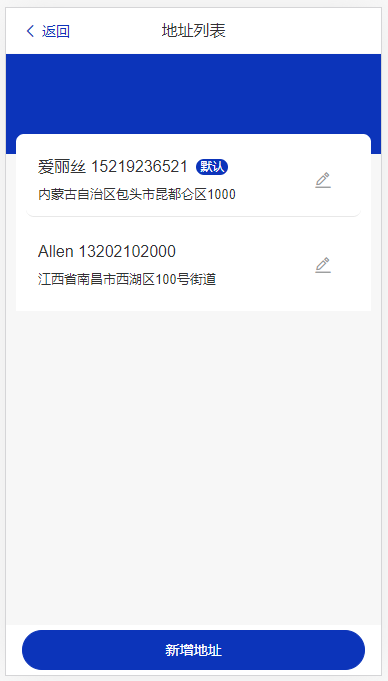 返回
地址列表
爱丽丝 15219236521 默认
内蒙古自治区包头市昆都仑区1000
Allen 13202102000
江西省南昌市西湖区100号街道
新增地址